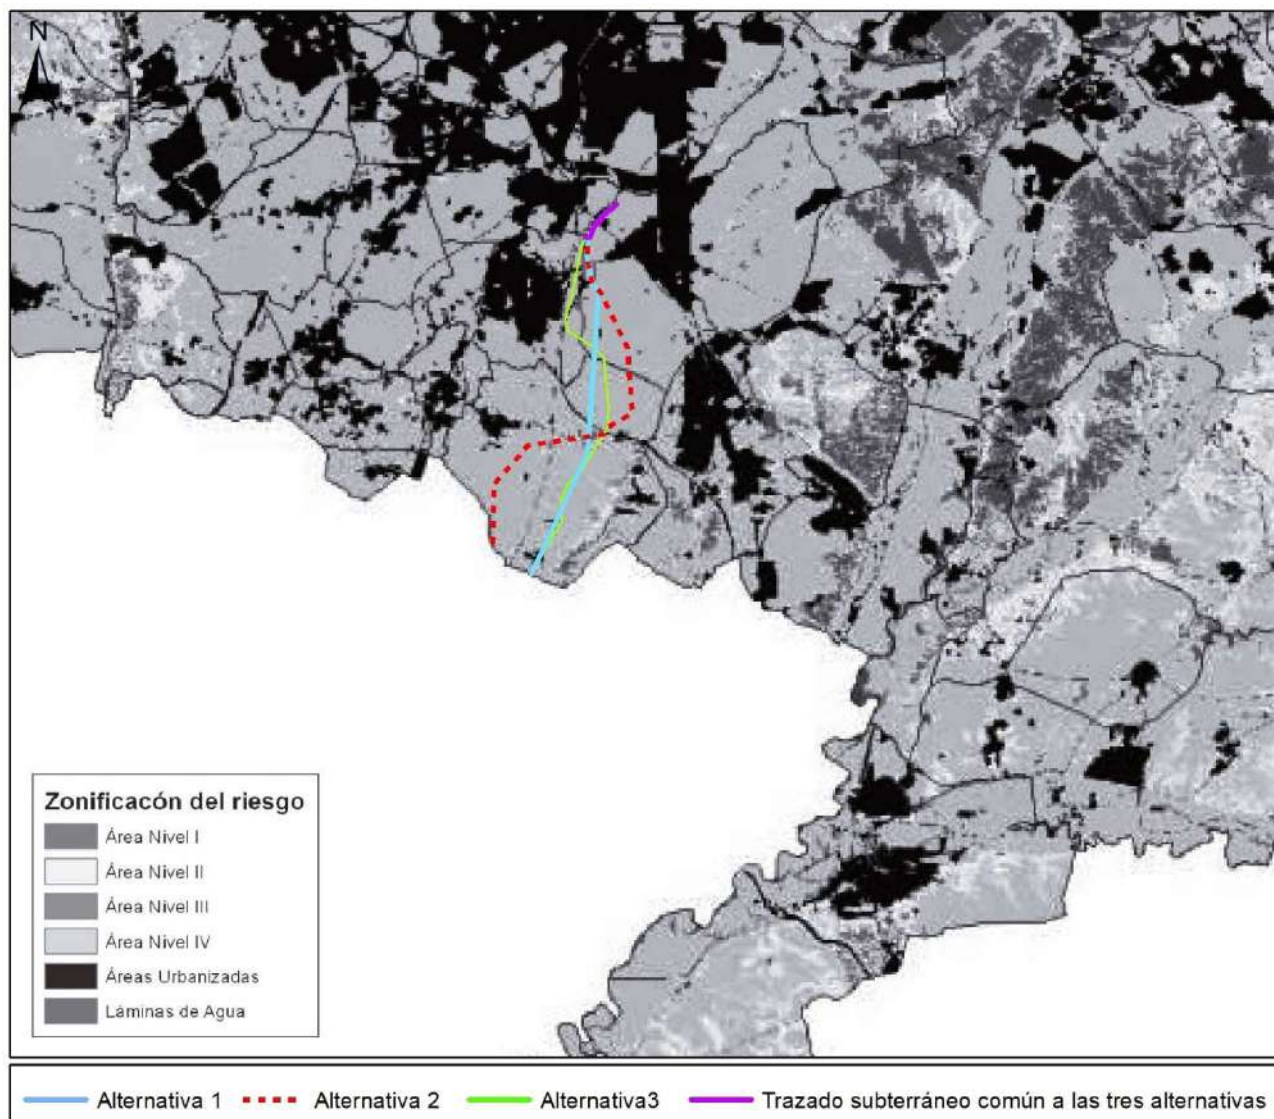 N
Zonificacón del riesgo
Área Nivel I
Área Nivel II
Área Nivel III
Área Nivel IV
Áreas Urbanizadas
Láminas de Agua
Alternativa 1 Alternativa 2 Alternativa3 Trazado subterráneo común a las tres alternativas